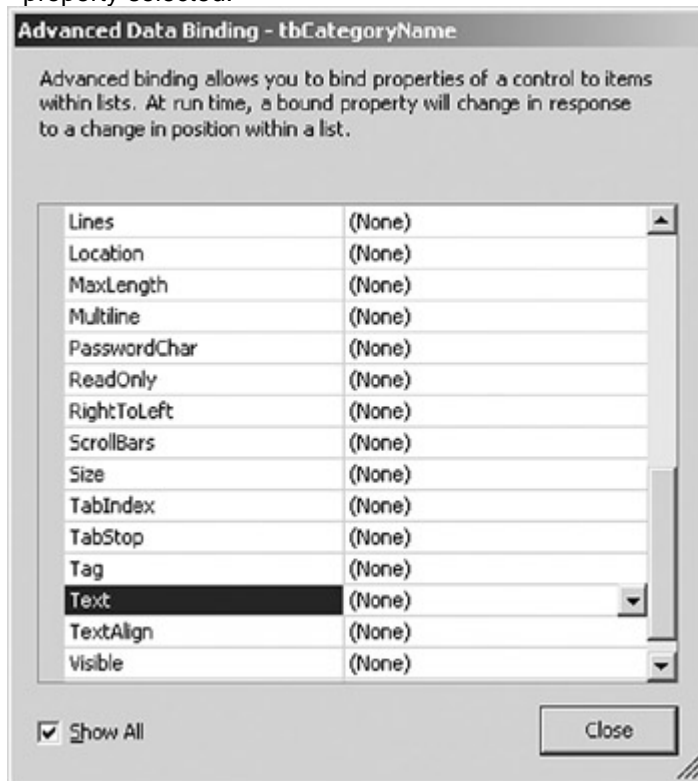 property selected.
Advanced Data Binding - tbCategoryName
Advanced binding allows you to bind properties of a control to items
within lists. At run time, a bound property will change in response
to a change in position within a list.
Lines (None)
Location (None)
MaxLength (None)
Multiline (None)
PasswordChar (None)
ReadOnly (None)
RightToLeft (None)
ScrollBars (None)
Size (None)
TabIndex (None)
TabStop (None)
Tag (None)
Text (None)
TextAlign (None)
Visible (None)
Show All Close